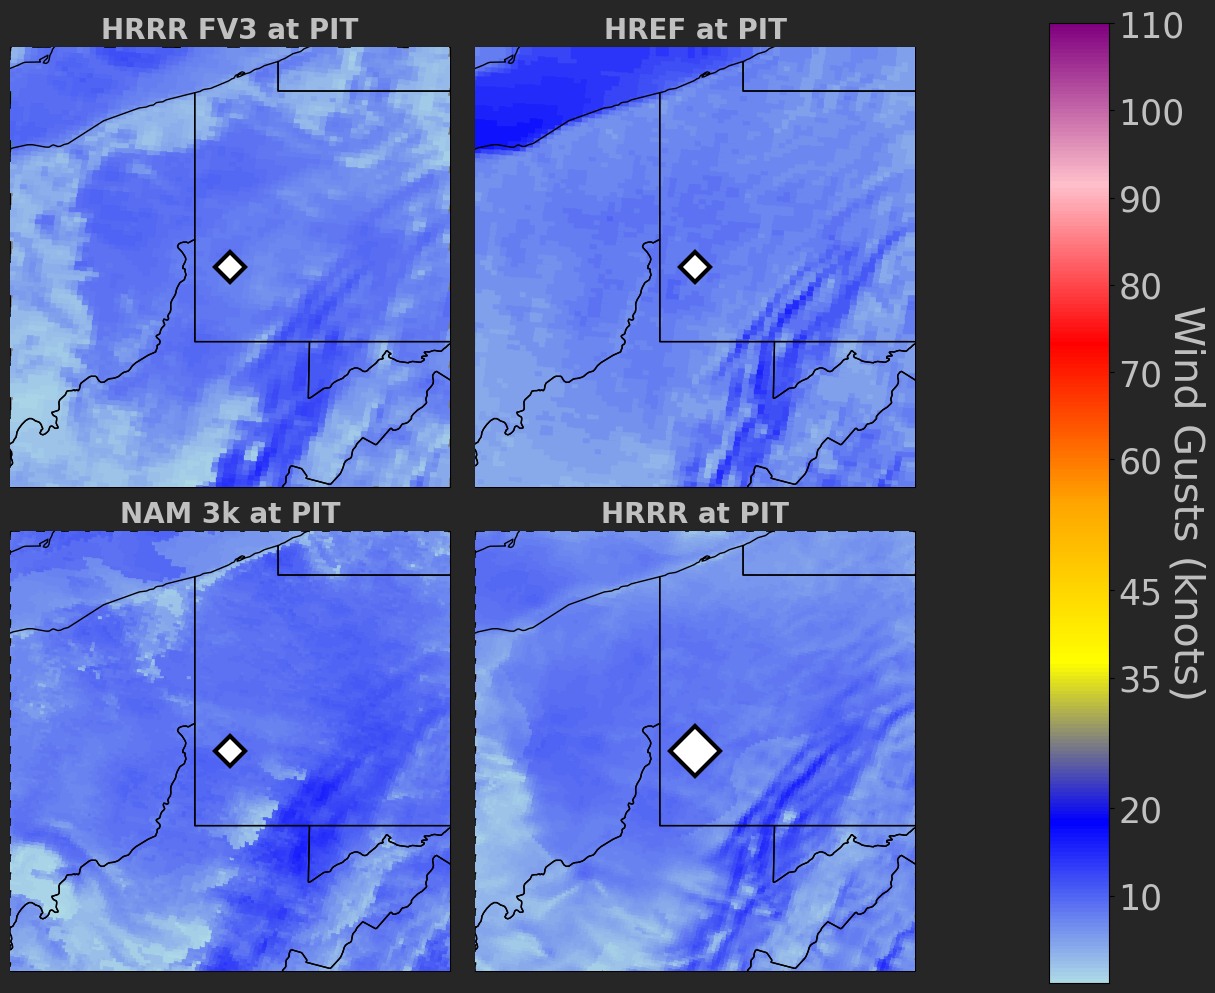 HRRR FV3 at PIT
HREF at PIT
NAM 3k at PIT
HRRR at PIT
110
100
90
80
70
60
45
35
20
10
Wind Gusts (knots)